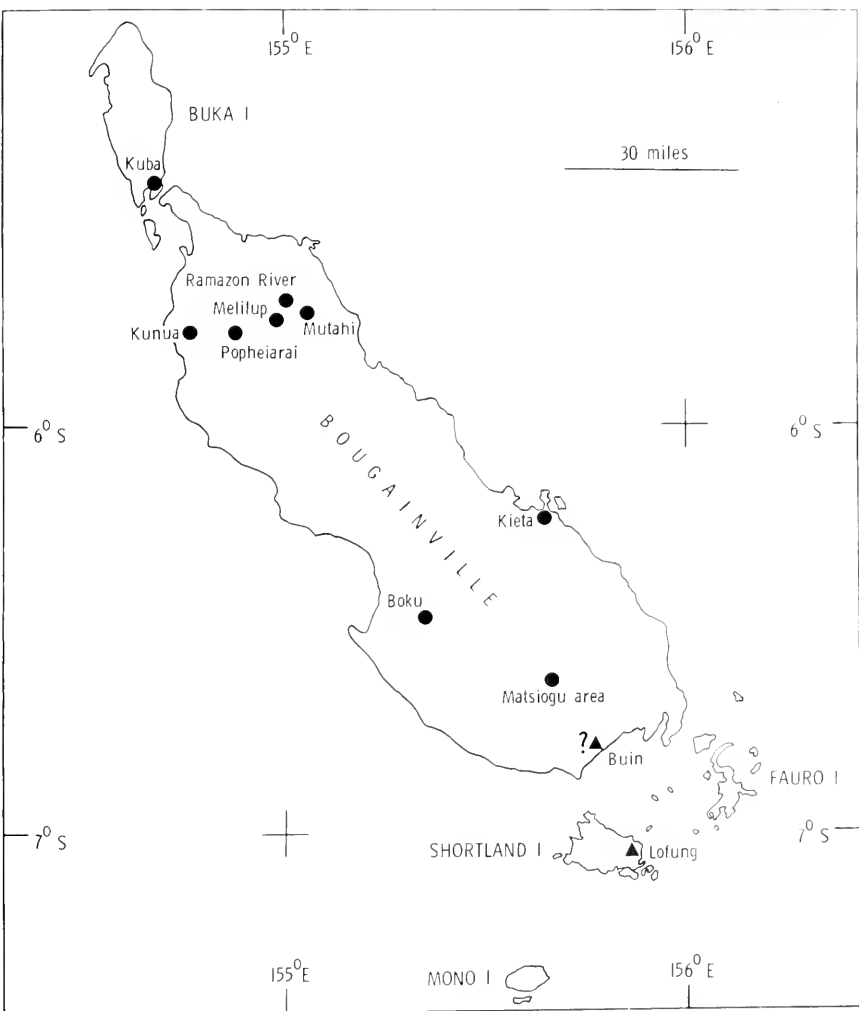 155° E
156° E
BUKA I
30 miles
Kuba
Ramazon River
Melilup
Mutahi
Kunua
Popheiarai
6° S
6° S
BOUGAINVILLE
Kieta
Boku
Matsiogu area
?
Buin
FAURO I
7° S
7° S
SHORTLAND I
Lofung
155° E
156° E
MONO I